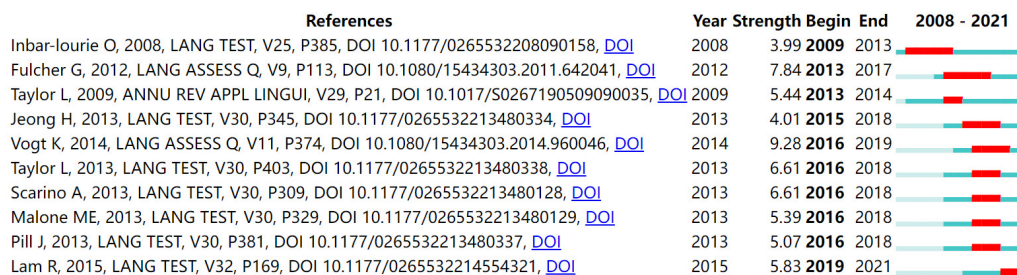 References Year Strength Begin End 2008 - 2021
Inbar-lourie O, 2008, LANG TEST, V25, P385, DOI 10.1177/0265532208090158, DOI 2008 3.99 2009 2013
Fulcher G, 2012, LANG ASSESS Q, V9, P113, DOI 10.1080/15434303.2011.642041, DOI 2012 7.84 2013 2017
Taylor L, 2009, ANNU REV APPL LINGUI, V29, P21, DOI 10.1017/S0267190509090035, DOI 2009 5.44 2013 2014
Jeong H, 2013, LANG TEST, V30, P345, DOI 10.1177/0265532213480334, DOI 2013 4.01 2015 2018
Vogt K, 2014, LANG ASSESS Q, V11, P374, DOI 10.1080/15434303.2014.960046, DOI 2014 9.28 2016 2019
Taylor L, 2013, LANG TEST, V30, P403, DOI 10.1177/0265532213480338, DOI 2013 6.61 2016 2018
Scarino A, 2013, LANG TEST, V30, P309, DOI 10.1177/0265532213480128, DOI 2013 6.61 2016 2018
Malone ME, 2013, LANG TEST, V30, P329, DOI 10.1177/0265532213480129, DOI 2013 5.39 2016 2018
Pill J, 2013, LANG TEST, V30, P381, DOI 10.1177/0265532213480337, DOI 2013 5.07 2016 2018
Lam R, 2015, LANG TEST, V32, P169, DOI 10.1177/0265532214554321, DOI 2015 5.83 2019 2021